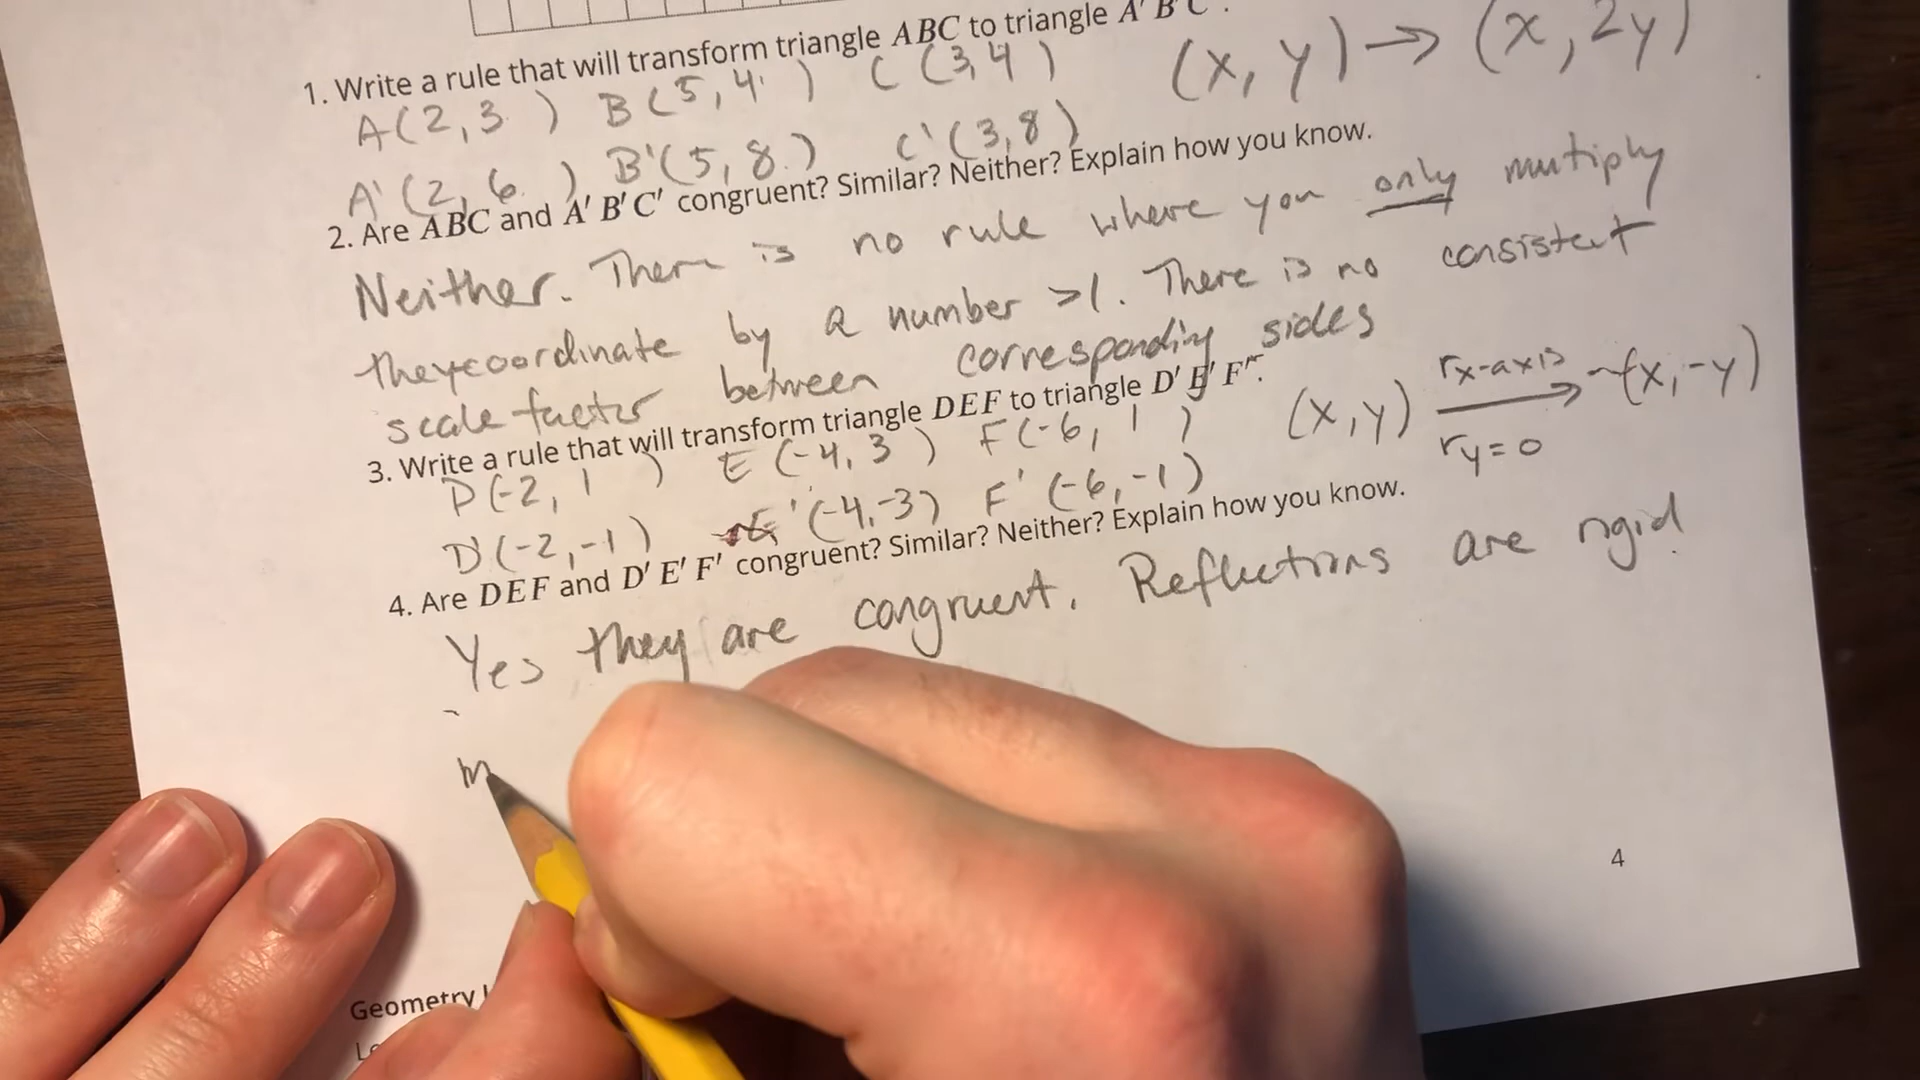 1. Write a rule that will transform triangle ABC to triangle A' B' C'.
A(2,3) B(5,4) C(3,4) (x, y) → (x, 2y)
A'(2,6) B'(5,8) C'(3,8)
2. Are ABC and A' B' C' congruent? Similar? Neither? Explain how you know.
Neither. There is no rule where you only multiply
the y coordinate by a number >1. There is no consistent
scale factor between corresponding sides
3. Write a rule that will transform triangle DEF to triangle D' E' F'.
D(-2, 1) E(-4, 3) F(-6, 1) (x,y) → (x,-y)
rx-axis
ry=0
D'(-2,-1) E'(-4,-3) F'(-6,-1)
4. Are DEF and D' E' F' congruent? Similar? Neither? Explain how you know.
Yes they are congruent. Reflections are rigid
m
4
Geometry